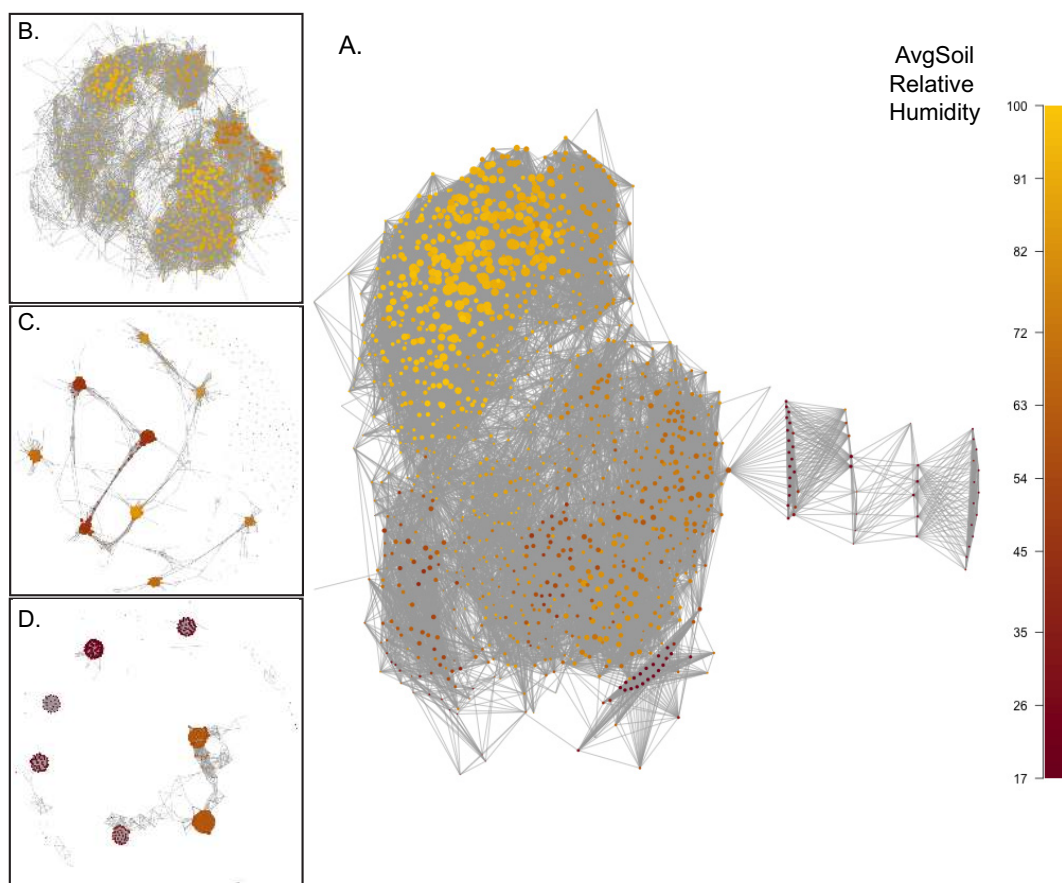 B.
A.
AvgSoil
Relative
Humidity
100
91
82
72
63
54
45
35
26
17
C.
D.